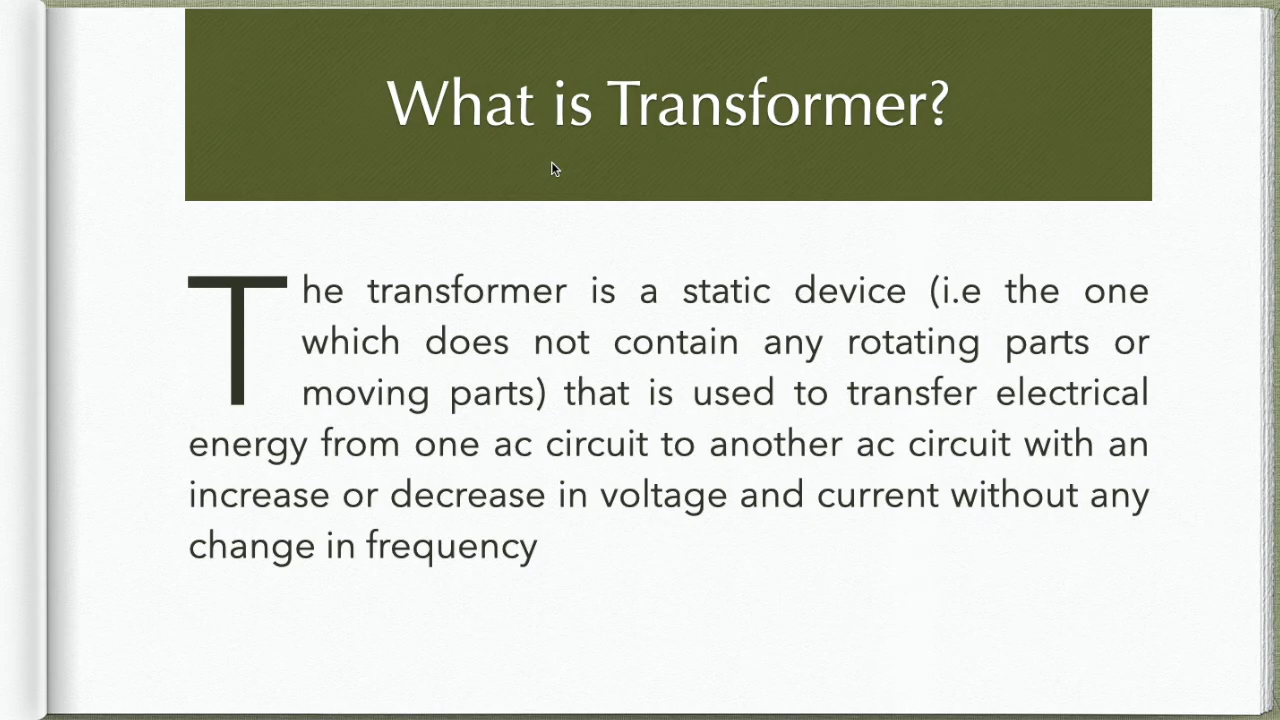 What is Transformer?
The transformer is a static device (i.e the one
which does not contain any rotating parts or
moving parts) that is used to transfer electrical
energy from one ac circuit to another ac circuit with an
increase or decrease in voltage and current without any
change in frequency